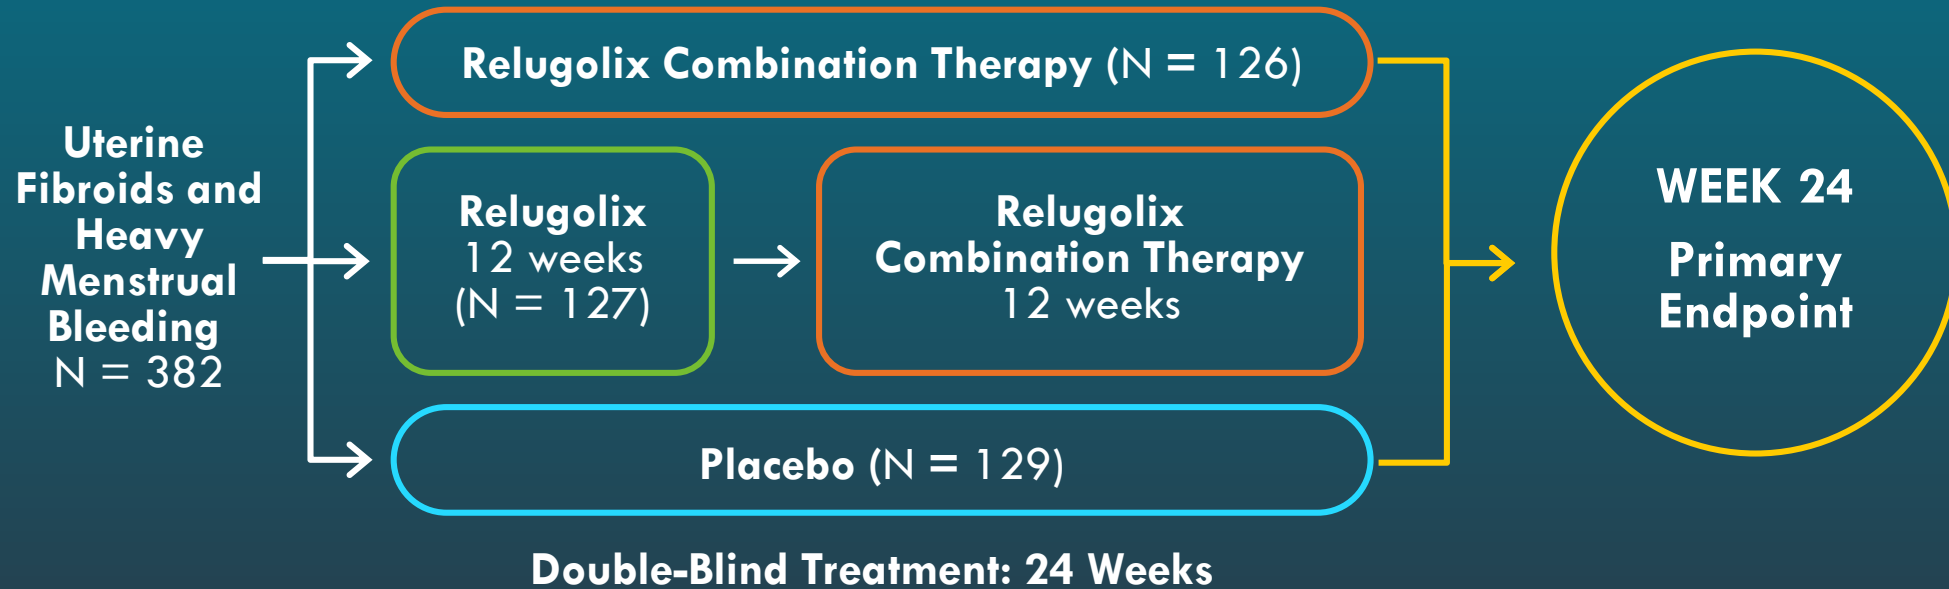 Uterine
Fibroids and
Heavy
Menstrual
Bleeding
N = 382
Relugolix Combination Therapy (N = 126)
Relugolix
12 weeks
(N = 127)
Relugolix
Combination Therapy
12 weeks
Placebo (N = 129)
Double-Blind Treatment: 24 Weeks
WEEK 24
Primary
Endpoint